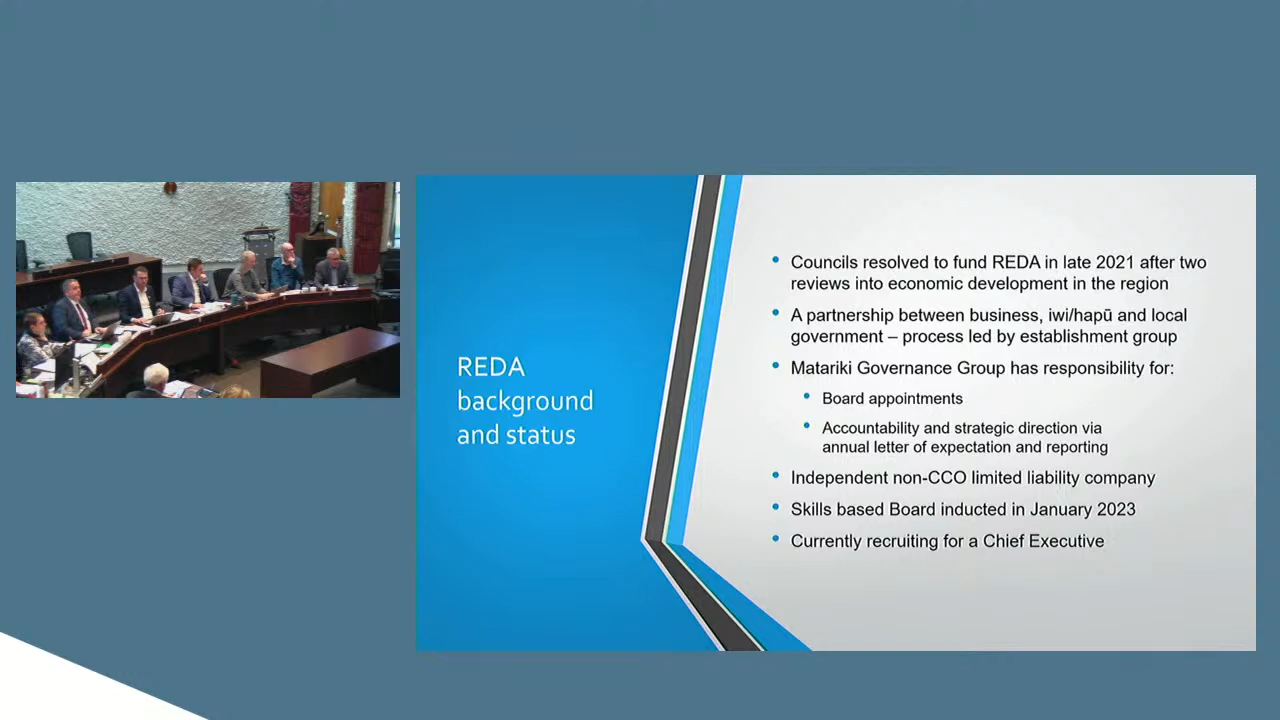 REDA
background
and status
Councils resolved to fund REDA in late 2021 after two
reviews into economic development in the region
A partnership between business, iwi/hapū and local
government – process led by establishment group
Matariki Governance Group has responsibility for:
Board appointments
Accountability and strategic direction via
annual letter of expectation and reporting
Independent non-CCO limited liability company
Skills based Board inducted in January 2023
Currently recruiting for a Chief Executive